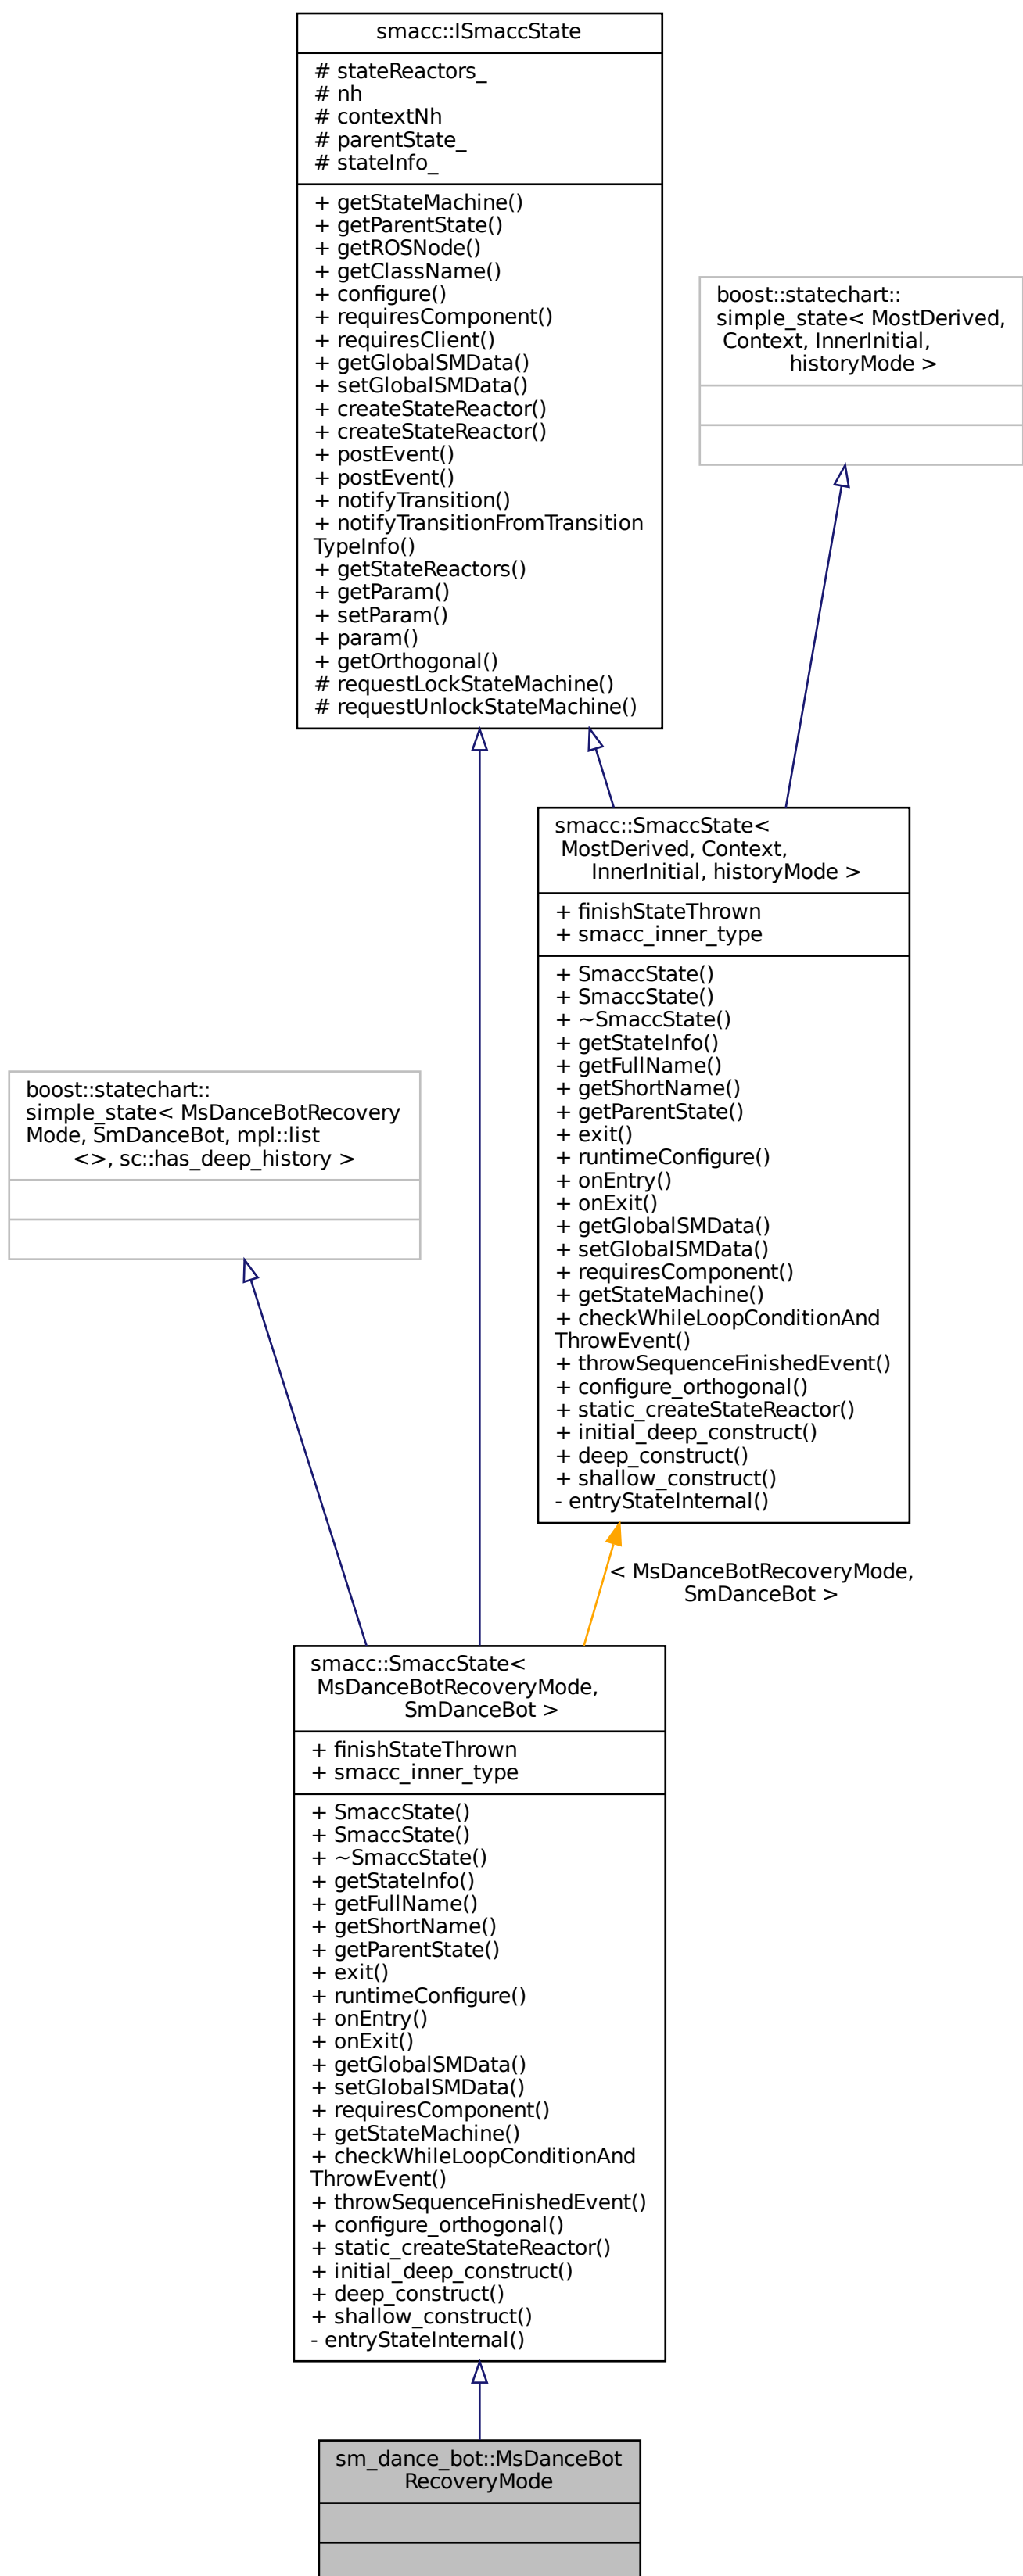 smacc::ISmaccState
# stateReactors_
# nh
# contextNh
# parentState_
# stateInfo_
+ getStateMachine()
+ getParentState()
+ getROSNode()
+ getClassName()
+ configure()
+ requiresComponent()
+ requiresClient()
+ getGlobalSMData()
+ setGlobalSMData()
+ createStateReactor()
+ createStateReactor()
+ postEvent()
+ postEvent()
+ notifyTransition()
+ notifyTransitionFromTransition
TypeInfo()
+ getStateReactors()
+ getParam()
+ setParam()
+ param()
+ getOrthogonal()
# requestLockStateMachine()
# requestUnlockStateMachine()
boost::statechart::
simple_state< MostDerived,
Context, InnerInitial,
historyMode >
smacc::SmaccState<
MostDerived, Context,
InnerInitial, historyMode >
+ finishStateThrown
+ smacc_inner_type
+ SmaccState()
+ SmaccState()
+ ~SmaccState()
+ getStateInfo()
+ getFullName()
+ getShortName()
+ getParentState()
+ exit()
+ runtimeConfigure()
+ onEntry()
+ onExit()
+ getGlobalSMData()
+ setGlobalSMData()
+ requiresComponent()
+ getStateMachine()
+ checkWhileLoopConditionAnd
ThrowEvent()
+ throwSequenceFinishedEvent()
+ configure_orthogonal()
+ static_createStateReactor()
+ initial_deep_construct()
+ deep_construct()
+ shallow_construct()
- entryStateInternal()
boost::statechart::
simple_state< MsDanceBotRecovery
Mode, SmDanceBot, mpl::list
<>, sc::has_deep_history >
< MsDanceBotRecoveryMode,
SmDanceBot >
smacc::SmaccState<
MsDanceBotRecoveryMode,
SmDanceBot >
+ finishStateThrown
+ smacc_inner_type
+ SmaccState()
+ SmaccState()
+ ~SmaccState()
+ getStateInfo()
+ getFullName()
+ getShortName()
+ getParentState()
+ exit()
+ runtimeConfigure()
+ onEntry()
+ onExit()
+ getGlobalSMData()
+ setGlobalSMData()
+ requiresComponent()
+ getStateMachine()
+ checkWhileLoopConditionAnd
ThrowEvent()
+ throwSequenceFinishedEvent()
+ configure_orthogonal()
+ static_createStateReactor()
+ initial_deep_construct()
+ deep_construct()
+ shallow_construct()
- entryStateInternal()
sm_dance_bot::MsDanceBot
RecoveryMode